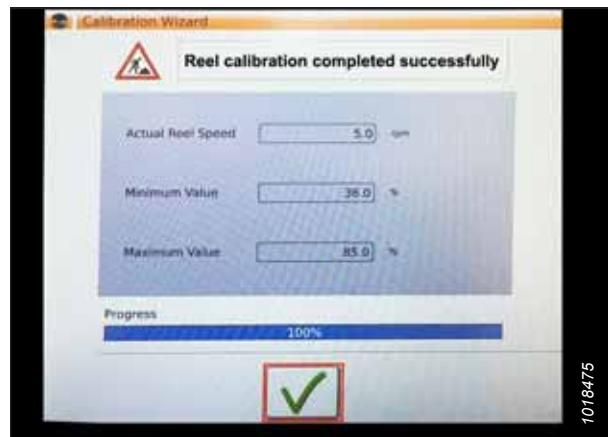 Calibration Wizard
Reel calibration completed successfully
Actual Reel Speed 5.0 rpm
Minimum Value 36.0 %
Maximum Value 85.0 %
Progress
100%
1018475